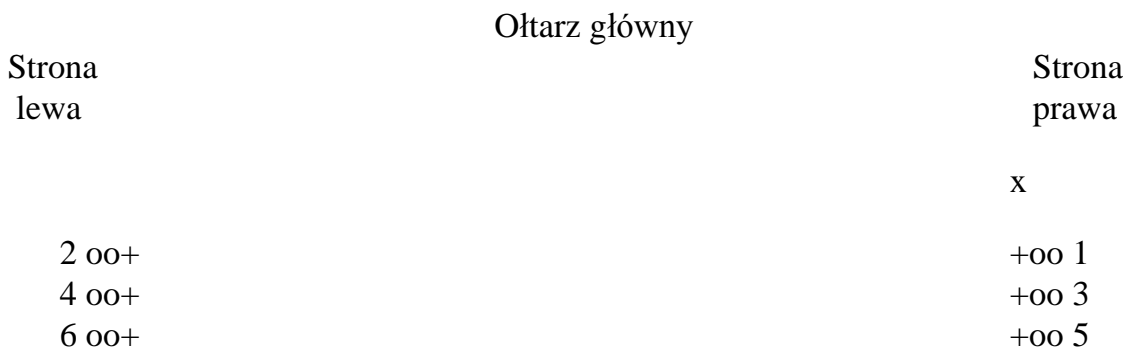 Ołtarz główny
Strona Strona
lewa prawa
x
2 oo+ +oo 1
4 oo+ +oo 3
6 oo+ +oo 5